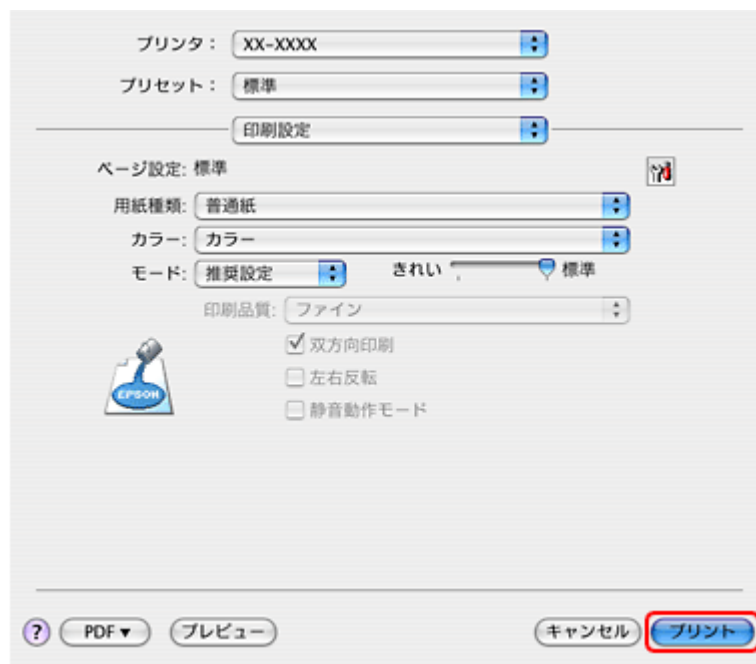 プリンタ： XX-XXXX
プリセット： 標準
印刷設定
ページ設定: 標準
用紙種類: 普通紙
カラー: カラー
モード: 推奨設定 きれい 標準
印刷品質: ファイン
双方向印刷
左右反転
静音動作モード
EPSON
? PDF▼ プレビュー キャンセル プリント